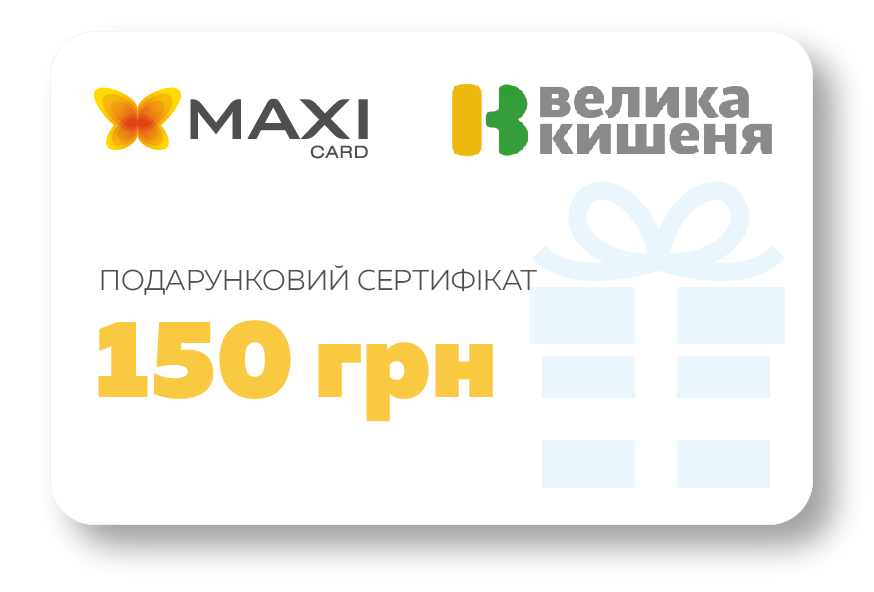 MAXI
CARD
велика
кишеня
ПОДАРУНКОВИЙ СЕРТИФІКАТ
150 грн